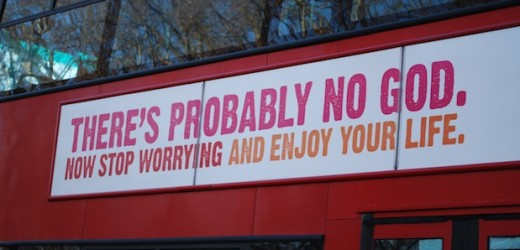 THERE'S PROBABLY NO GOD.
NOW STOP WORRYING AND ENJOY YOUR LIFE.